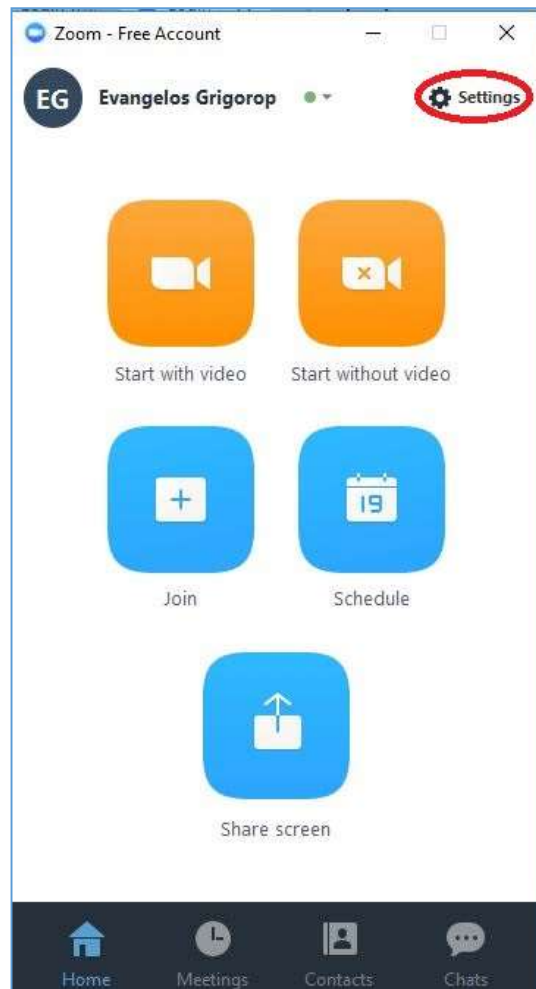 Zoom - Free Account
EG Evangelos Grigorop Settings
Start with video Start without video
19
Join Schedule
Share screen
Home Meetings Contacts Chats